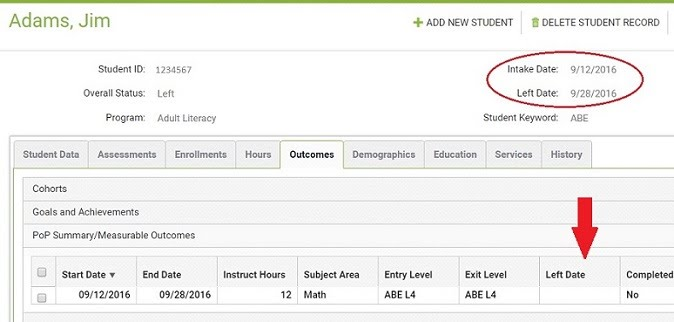 Adams, Jim
ADD NEW STUDENT
DELETE STUDENT RECORD
Student ID: 1234567
Intake Date: 9/12/2016
Overall Status: Left
Left Date: 9/28/2016
Program: Adult Literacy
Student Keyword: ABE
Student Data Assessments Enrollments Hours Outcomes Demographics Education Services History
Cohorts
Goals and Achievements
PoP Summary/Measurable Outcomes
Start Date End Date Instruct Hours Subject Area Entry Level Exit Level Left Date Completed
09/12/2016 09/28/2016 12 Math ABE L4 ABE L4 No